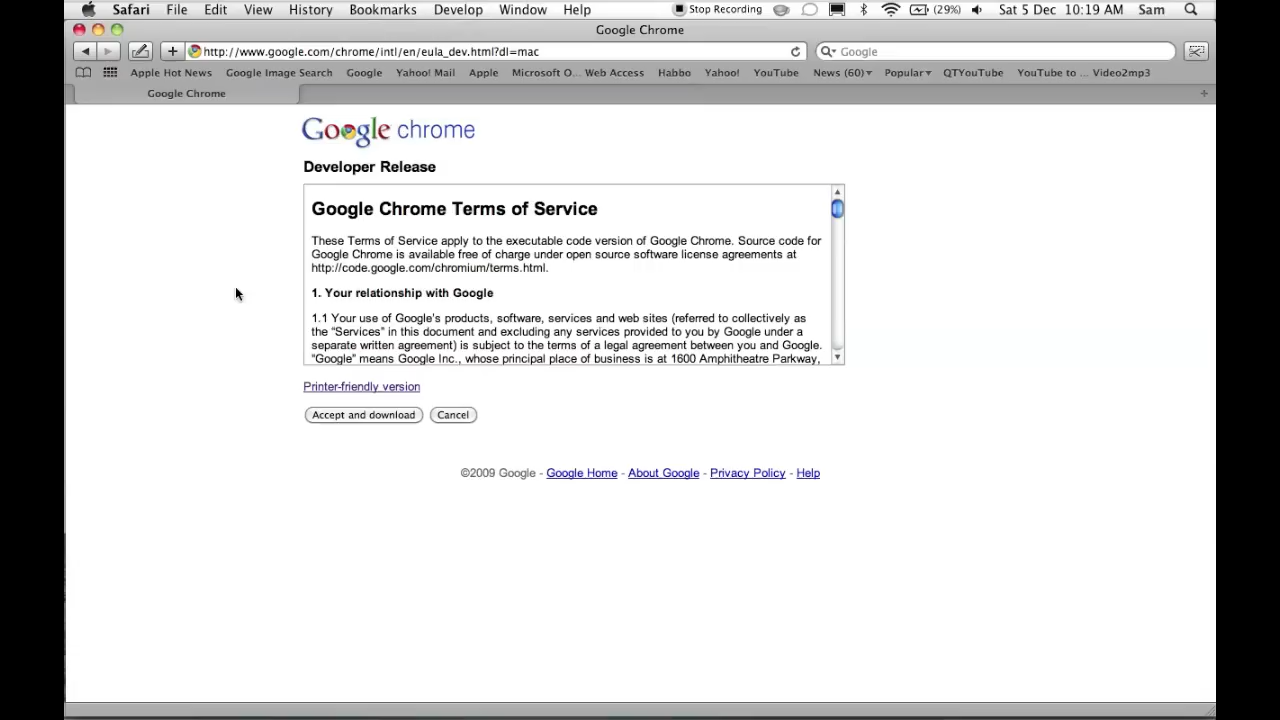 Safari File Edit View History Bookmarks Develop Window Help Stop Recording (29%) Sat 5 Dec 10:19 AM Sam
Google Chrome
http://www.google.com/chrome/intl/en/eula_dev.html?dl=mac Google
Apple Hot News Google Image Search Google Yahoo! Mail Apple Microsoft O... Web Access Habbo Yahoo! YouTube News (60) Popular QTYouTube YouTube to ... Video2mp3
Google Chrome
Google chrome
Developer Release
Google Chrome Terms of Service
These Terms of Service apply to the executable code version of Google Chrome. Source code for
Google Chrome is available free of charge under open source software license agreements at
http://code.google.com/chromium/terms.html.
1. Your relationship with Google
1.1 Your use of Google's products, software, services and web sites (referred to collectively as
the "Services" in this document and excluding any services provided to you by Google under a
separate written agreement) is subject to the terms of a legal agreement between you and Google.
"Google" means Google Inc., whose principal place of business is at 1600 Amphitheatre Parkway,
Printer-friendly version
Accept and download Cancel
©2009 Google - Google Home - About Google - Privacy Policy - Help